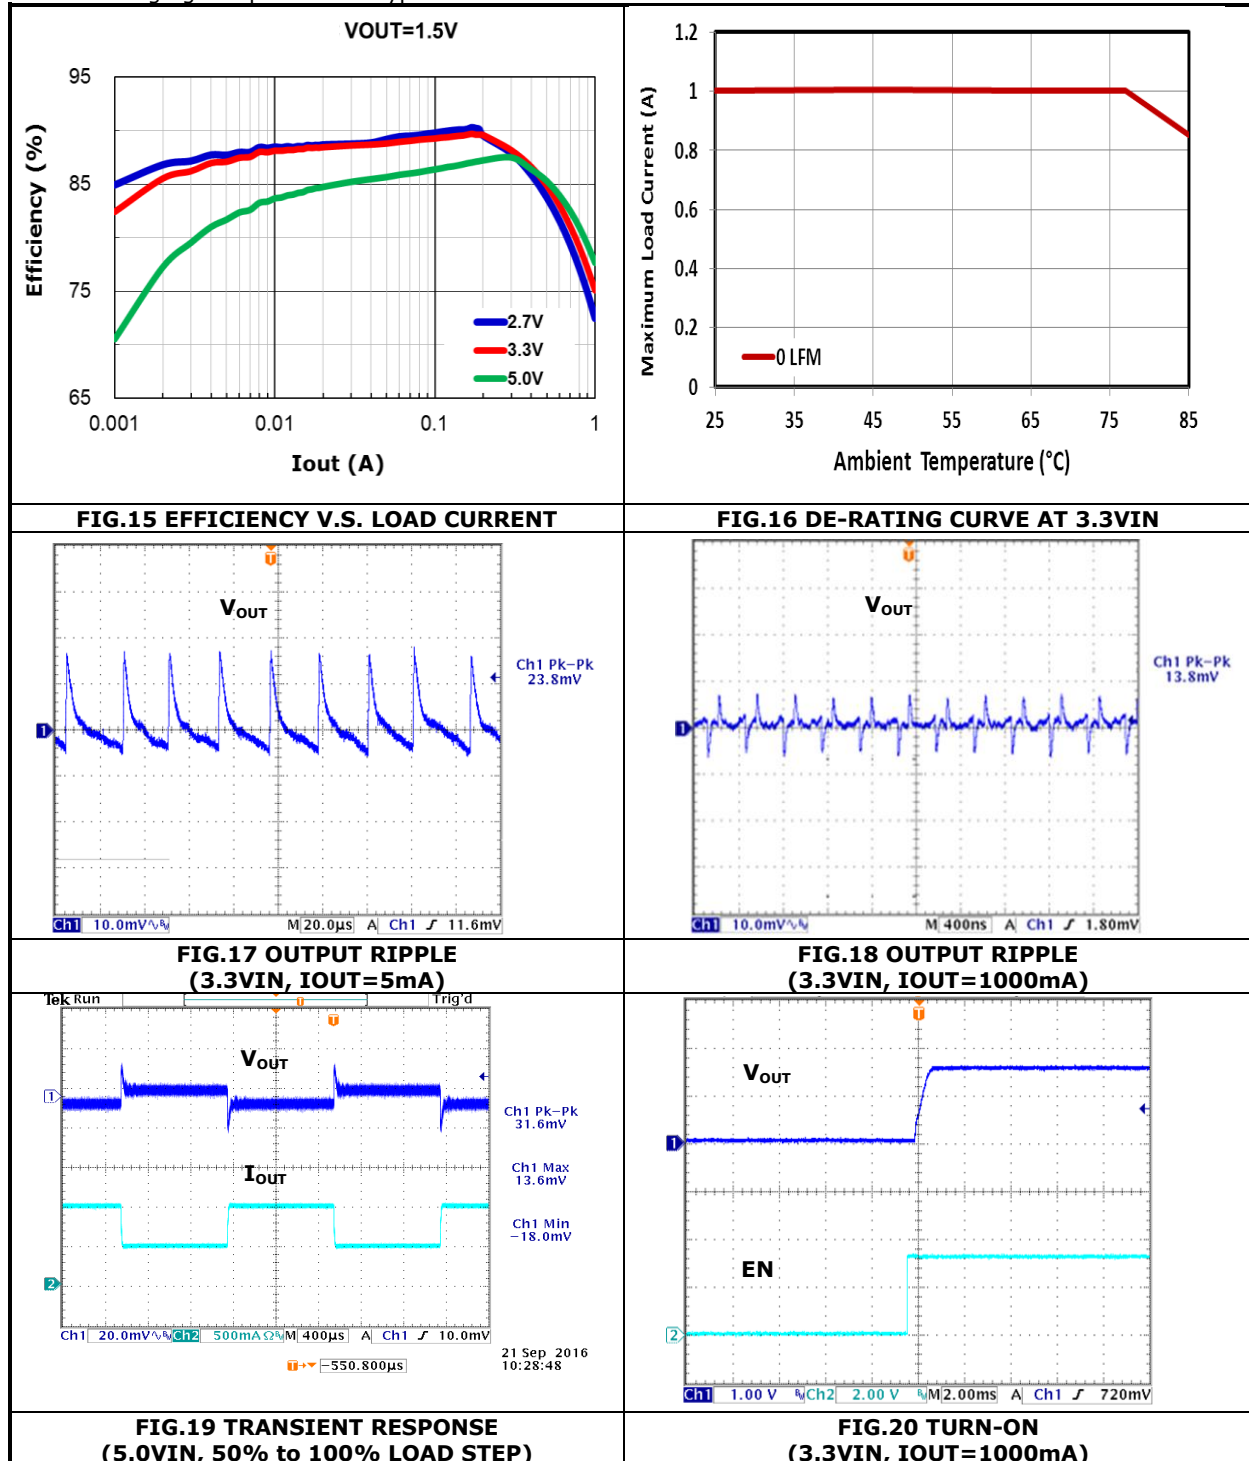 VOUT=1.5V
95
85
75
65
Efficiency (%)
2.7V
3.3V
5.0V
0.001
0.01
0.1
1
Iout (A)
1.2
1
0.8
0.6
0.4
0.2
0
Maximum Load Current (A)
0 LFM
25
35
45
55
65
75
85
Ambient Temperature (°C)
FIG.15 EFFICIENCY V.S. LOAD CURRENT
FIG.16 DE-RATING CURVE AT 3.3VIN
T
VOUT
1
Ch1 Pk-Pk
23.8mV
Ch1 10.0mV M 20.0µs A Ch1 11.6mV
T
VOUT
1
Ch1 Pk-Pk
13.8mV
Ch1 10.0mV M 400ns A Ch1 1.80mV
FIG.17 OUTPUT RIPPLE
(3.3VIN, IOUT=5mA)
FIG.18 OUTPUT RIPPLE
(3.3VIN, IOUT=1000mA)
Tek Run
Trig'd
T
VOUT
1
Ch1 Pk-Pk
31.6mV
Ch1 Max
13.6mV
IOUT
Ch1 Min
-18.0mV
2
Ch1 20.0mV Ch2 500mA Ω M 400µs A Ch1 10.0mV
T -550.800µs
21 Sep 2016
10:28:48
T
VOUT
1
EN
2
Ch1 1.00 V Ch2 2.00 V M 2.00ms A Ch1 720mV
FIG.19 TRANSIENT RESPONSE
(5.0VIN, 50% to 100% LOAD STEP)
FIG.20 TURN-ON
(3.3VIN, IOUT=1000mA)